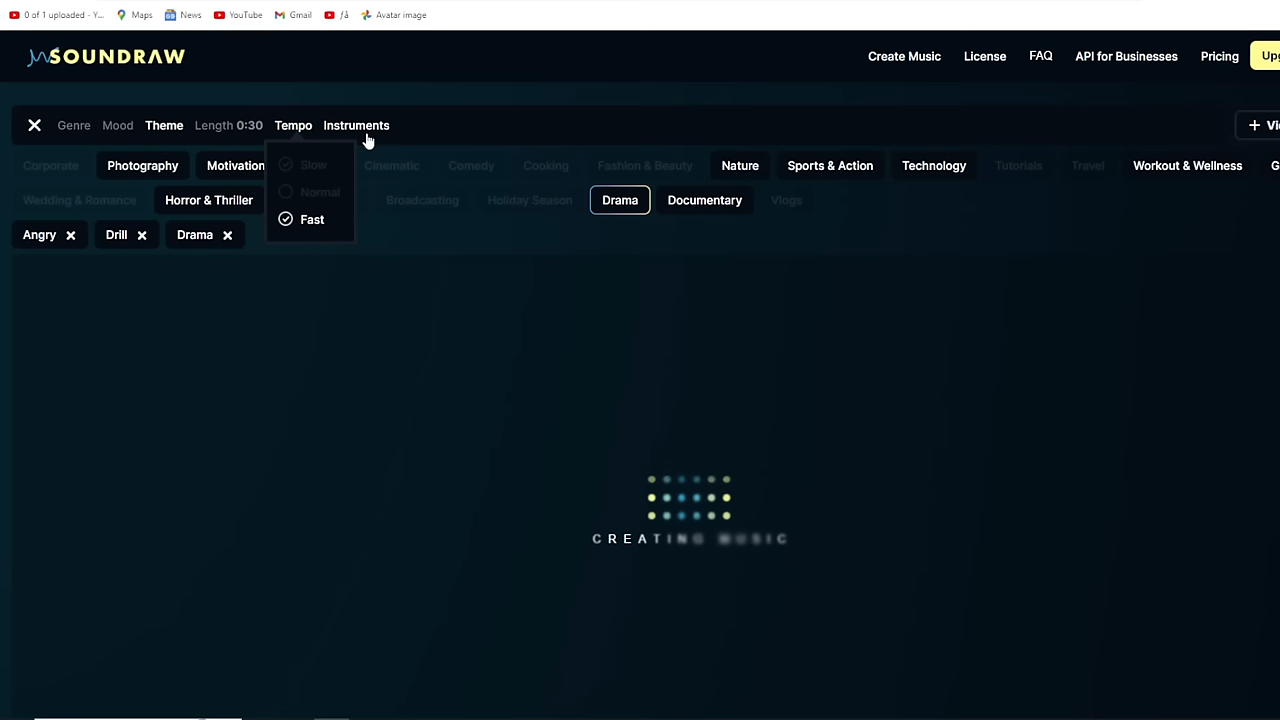 0 of 1 uploaded - Y... Maps News YouTube Gmail ƒå Avatar image
SOUNDRAW Create Music License FAQ API for Businesses Pricing
Genre Mood Theme Length 0:30 Tempo Instruments
Corporate Photography Motivation Slow Cinematic Comedy Cooking Fashion & Beauty Nature Sports & Action Technology Tutorials Travel Workout & Wellness
Normal
Wedding & Romance Horror & Thriller Broadcasting Holiday Season Drama Documentary Vlogs
Fast
Angry Drill Drama
CREATING MUSIC